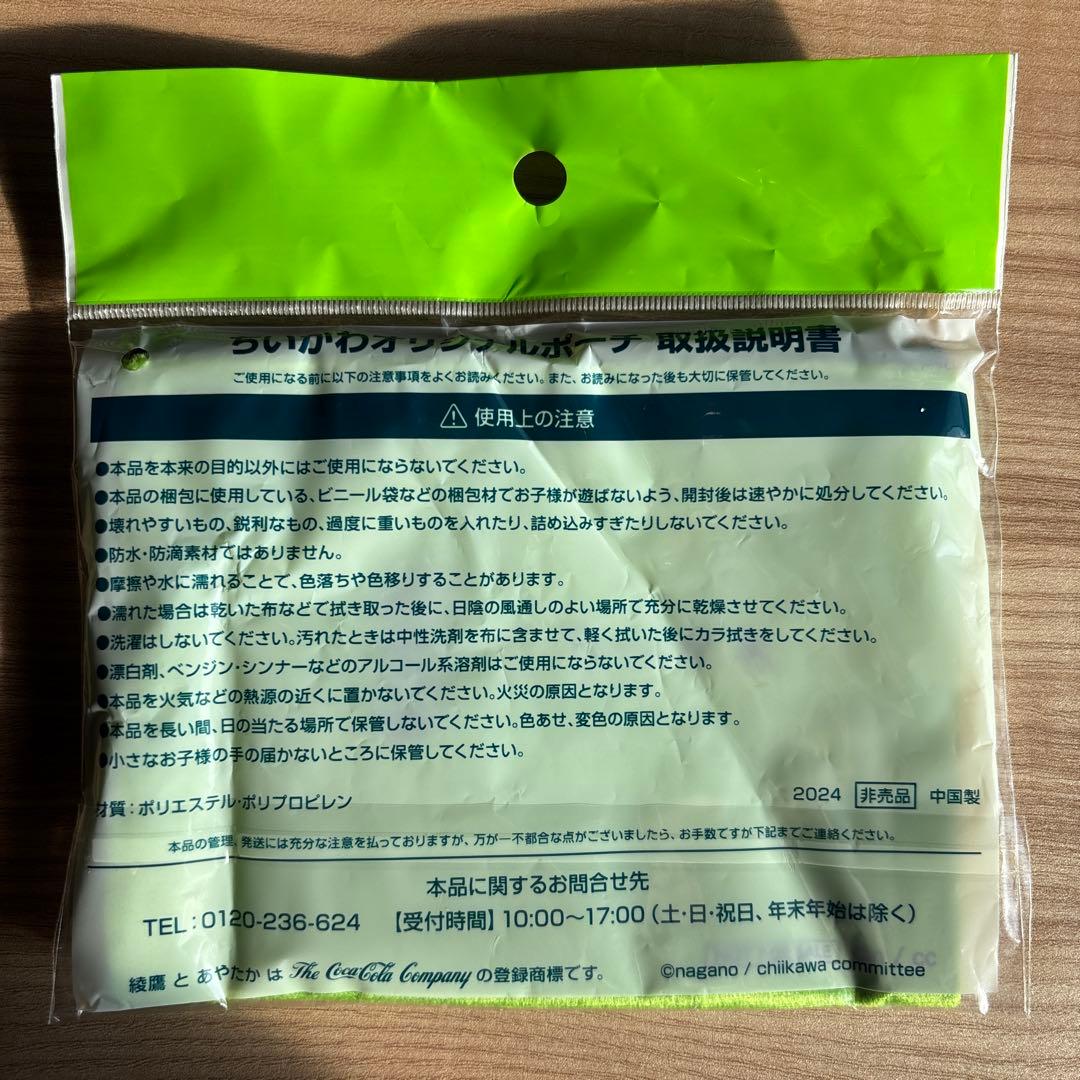 ちいかわオリジナルポーチ 取扱説明書
ご使用になる前に以下の注意事項をよくお読みください。また、お読みになった後も大切に保管してください。
⚠ 使用上の注意
●本品を本来の目的以外にはご使用にならないでください。
●本品の梱包に使用している、ビニール袋などの梱包材でお子様が遊ばないよう、開封後は速やかに処分してください。
●壊れやすいもの、鋭利なもの、過度に重いものを入れたり、詰め込みすぎたりしないでください。
●防水・防滴素材ではありません。
●摩擦や水に濡れることで、色落ちや色移りすることがあります。
●濡れた場合は乾いた布などで拭き取った後に、日陰の風通しのよい場所で充分に乾燥させてください。
●洗濯はしないでください。汚れたときは中性洗剤を布に含ませて、軽く拭いた後にカラ拭きをしてください。
●漂白剤、ベンジン・シンナーなどのアルコール系溶剤はご使用にならないでください。
●本品を火気などの熱源の近くに置かないでください。火災の原因となります。
●本品を長い間、日の当たる場所で保管しないでください。色あせ、変色の原因となります。
●小さなお子様の手の届かないところに保管してください。
材質：ポリエステル・ポリプロピレン
2024 非売品 中国製
本品の管理、発送には充分な注意を払っておりますが、万が一不都合な点がございましたら、お手数ですが下記までご連絡ください。
本品に関するお問合せ先
TEL：0120-236-624 【受付時間】10:00～17:00（土・日・祝日、年末年始は除く）
綾鷹 と あやたか は The Coca-Cola Company の登録商標です。
©nagano / chiikawa committee